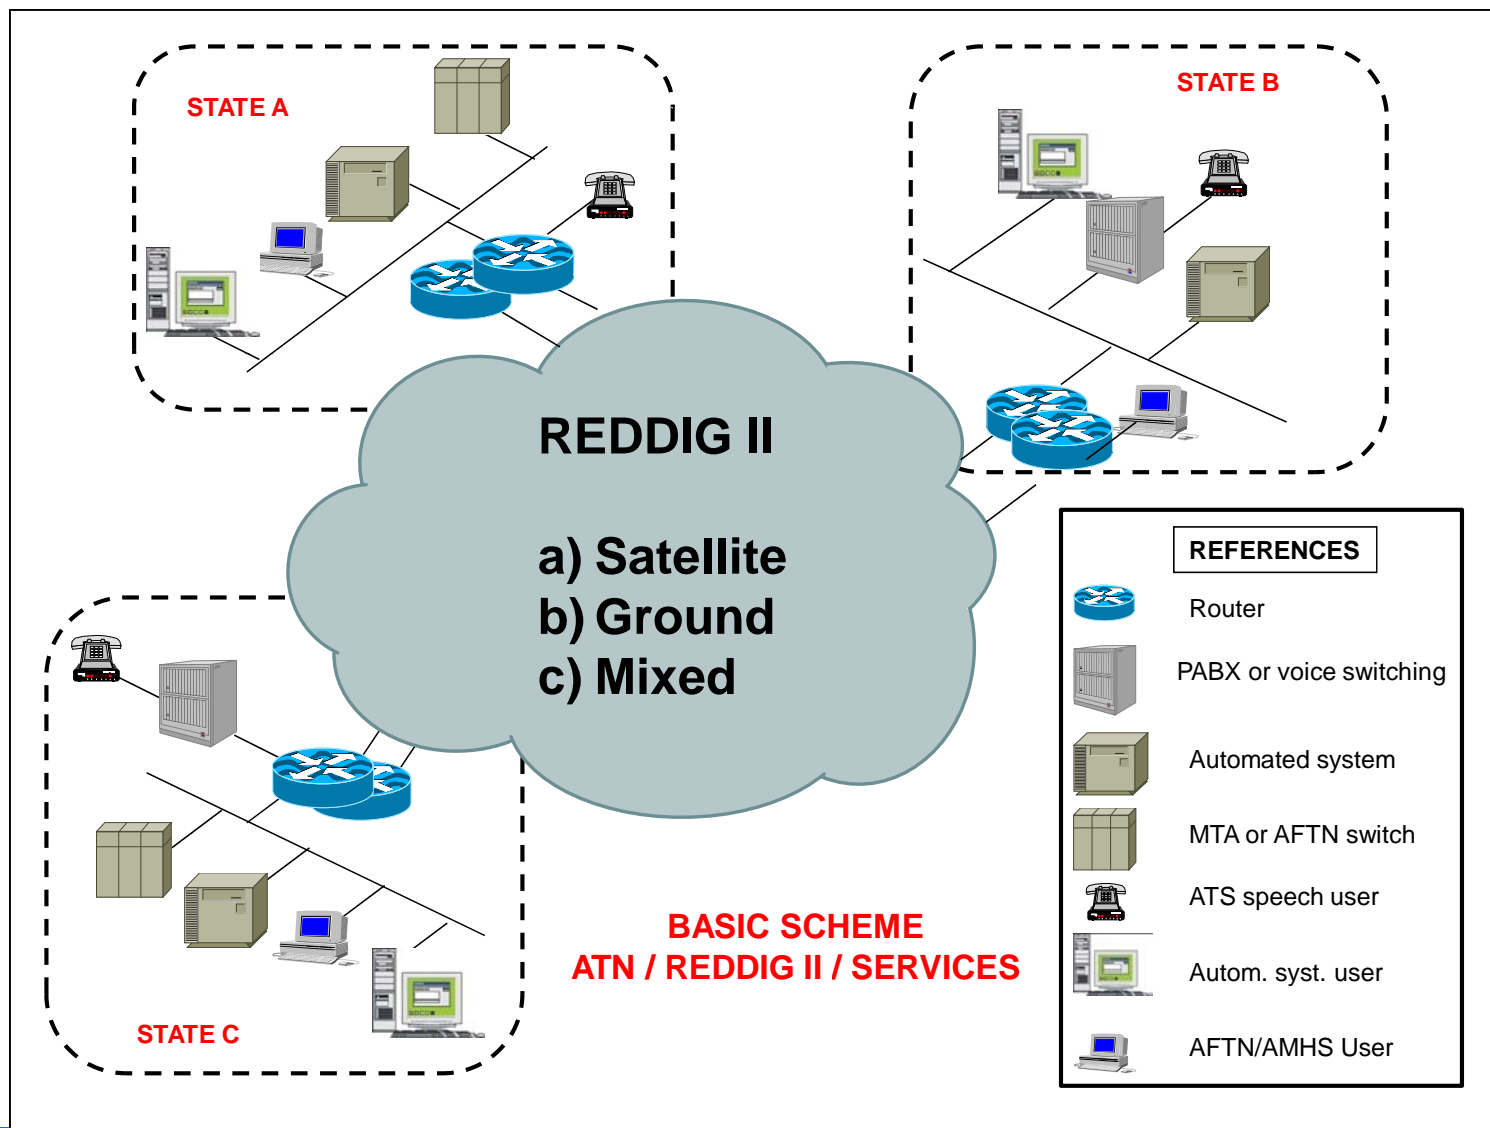 STATE A
STATE B
REDDIG II
a) Satellite
b) Ground
c) Mixed
REFERENCES
Router
PABX or voice switching
Automated system
MTA or AFTN switch
ATS speech user
Autom. syst. user
AFTN/AMHS User
BASIC SCHEME
ATN / REDDIG II / SERVICES
STATE C